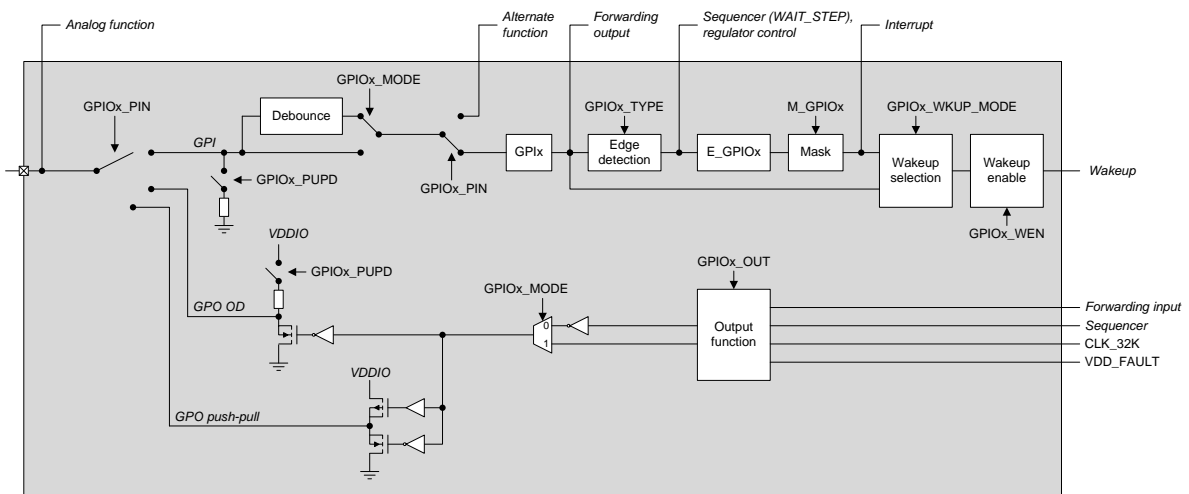 Analog function
Alternate
function
Forwarding
output
Sequencer (WAIT_STEP),
regulator control
Interrupt
GPIOx_PIN
GPIOx_MODE
Debounce
GPI
GPIOx_PUPD
GPIOx_PIN
GPIx
GPIOx_TYPE
Edge
detection
E_GPIOx
M_GPIOx
Mask
GPIOx_WKUP_MODE
Wakeup
selection
Wakeup
enable
Wakeup
GPIOx_WEN
VDDIO
GPIOx_PUPD
GPO OD
GPIOx_MODE
0
1
GPIOx_OUT
Output
function
Forwarding input
Sequencer
CLK_32K
VDD_FAULT
VDDIO
GPO push-pull